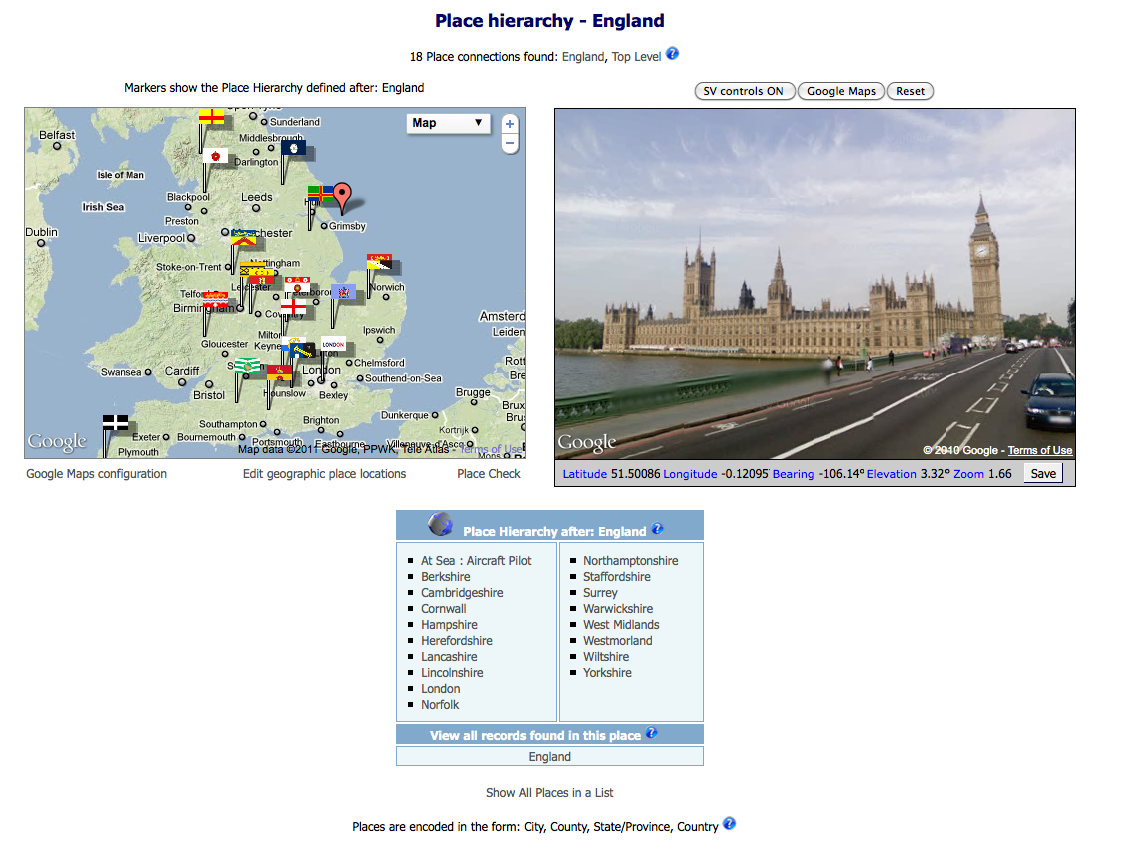 Place hierarchy - England
18 Place connections found: England, Top Level
Markers show the Place Hierarchy defined after: England
SV controls ON Google Maps Reset
Map
+
−
Sunderland
Belfast
Middlesbrough
Darlington
Isle of Man
Blackpool
Leeds
Irish Sea
Preston
Grimsby
Dublin
Liverpool
Stoke-on-Trent
Norwich
Birmingham
Amsterd
Leiden
Ipswich
Milton
Gloucester Keyne
LONDON
Rott
Chelmsford
Swansea Cardiff London
Southend-on-Sea
Bristol
Hounslow Bexley
Brugge
Brux
Dunkerque
Brighton
Southampton
Kortrijk
Exeter Bournemouth
Portsmouth Eastbourne Villeneuve-d'Ascq
Plymouth
Google
Map data ©2011 Google, PPWK, Tele Atlas - Terms of Use
Google
© 2010 Google - Terms of Use
Google Maps configuration Edit geographic place locations Place Check
Latitude 51.50086 Longitude -0.12095 Bearing -106.14° Elevation 3.32° Zoom 1.66 Save
Place Hierarchy after: England
At Sea : Aircraft Pilot
Berkshire
Cambridgeshire
Cornwall
Hampshire
Herefordshire
Lancashire
Lincolnshire
London
Norfolk
Northamptonshire
Staffordshire
Surrey
Warwickshire
West Midlands
Westmorland
Wiltshire
Yorkshire
View all records found in this place
England
Show All Places in a List
Places are encoded in the form: City, County, State/Province, Country